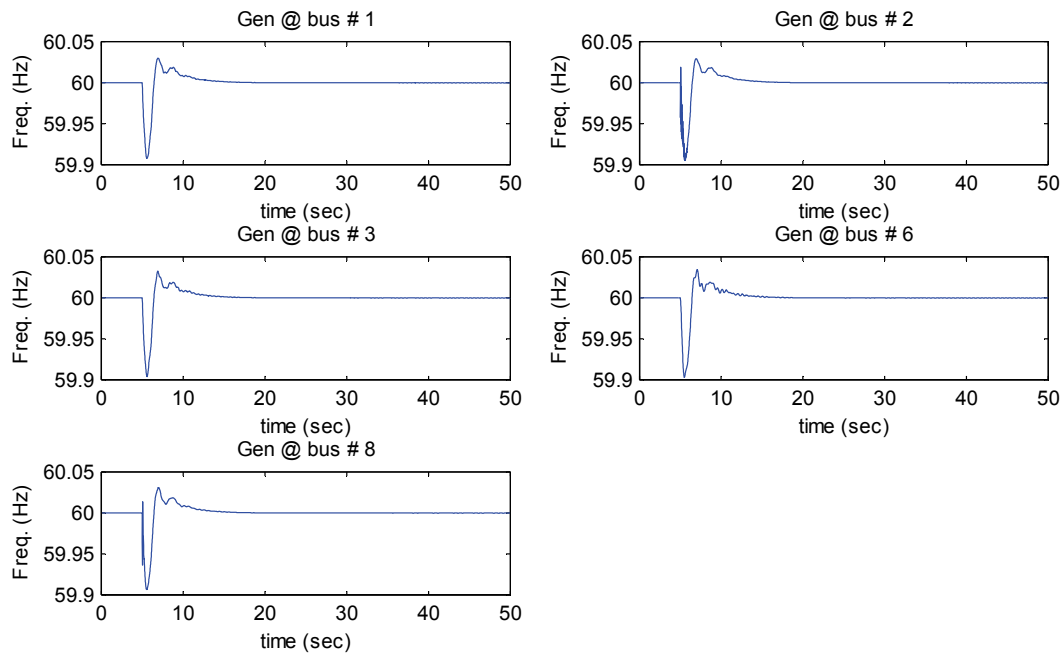 Gen @ bus # 1
60.05
60
59.95
59.9
Freq. (Hz)
0 10 20 30 40 50
time (sec)
Gen @ bus # 2
60.05
60
59.95
59.9
Freq. (Hz)
0 10 20 30 40 50
time (sec)
Gen @ bus # 3
60.05
60
59.95
59.9
Freq. (Hz)
0 10 20 30 40 50
time (sec)
Gen @ bus # 6
60.05
60
59.95
59.9
Freq. (Hz)
0 10 20 30 40 50
time (sec)
Gen @ bus # 8
60.05
60
59.95
59.9
Freq. (Hz)
0 10 20 30 40 50
time (sec)